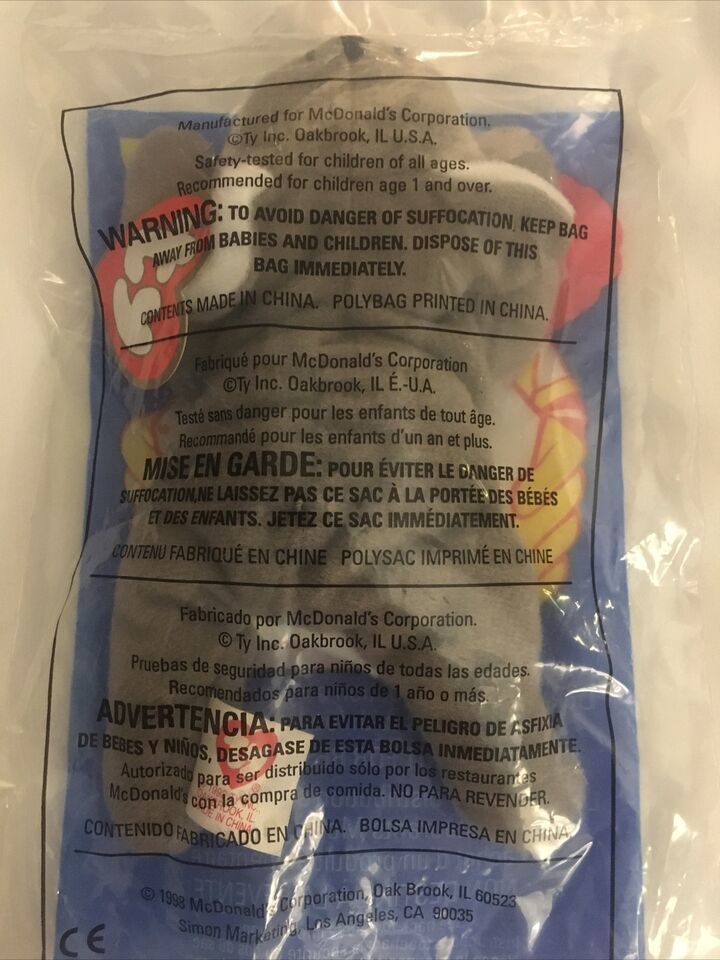 Manufactured for McDonald's Corporation.
©Ty Inc. Oakbrook, IL U.S.A.
Safety-tested for children of all ages.
Recommended for children age 1 and over.
WARNING: TO AVOID DANGER OF SUFFOCATION, KEEP BAG
AWAY FROM BABIES AND CHILDREN. DISPOSE OF THIS
BAG IMMEDIATELY.
CONTENTS MADE IN CHINA. POLYBAG PRINTED IN CHINA.
Fabriqué pour McDonald's Corporation
©Ty Inc. Oakbrook, IL É.-U.A.
Testé sans danger pour les enfants de tout âge.
Recommandé pour les enfants d'un an et plus.
MISE EN GARDE: POUR ÉVITER LE DANGER DE
SUFFOCATION,NE LAISSEZ PAS CE SAC À LA PORTÉE DES BÉBÉS
ET DES ENFANTS. JETEZ CE SAC IMMÉDIATEMENT.
CONTENU FABRIQUÉ EN CHINE POLYSAC IMPRIMÉ EN CHINE
Fabricado por McDonald's Corporation.
© Ty Inc. Oakbrook, IL U.S.A.
Pruebas de seguridad para niños de todas las edades.
Recomendados para niños de 1 año o más.
ADVERTENCIA: PARA EVITAR EL PELIGRO DE ASFIXIA
DE BEBES Y NIÑOS, DESAGASE DE ESTA BOLSA INMEDIATAMENTE.
Autorizado para ser distribuido sólo por los restaurantes
McDonald's con la compra de comida. NO PARA REVENDER.
CONTENIDO FABRICADO EN CHINA. BOLSA IMPRESA EN CHINA
© 1998 McDonald's Corporation, Oak Brook, IL 60523
Simon Marketing, Los Angeles, CA 90035
CE